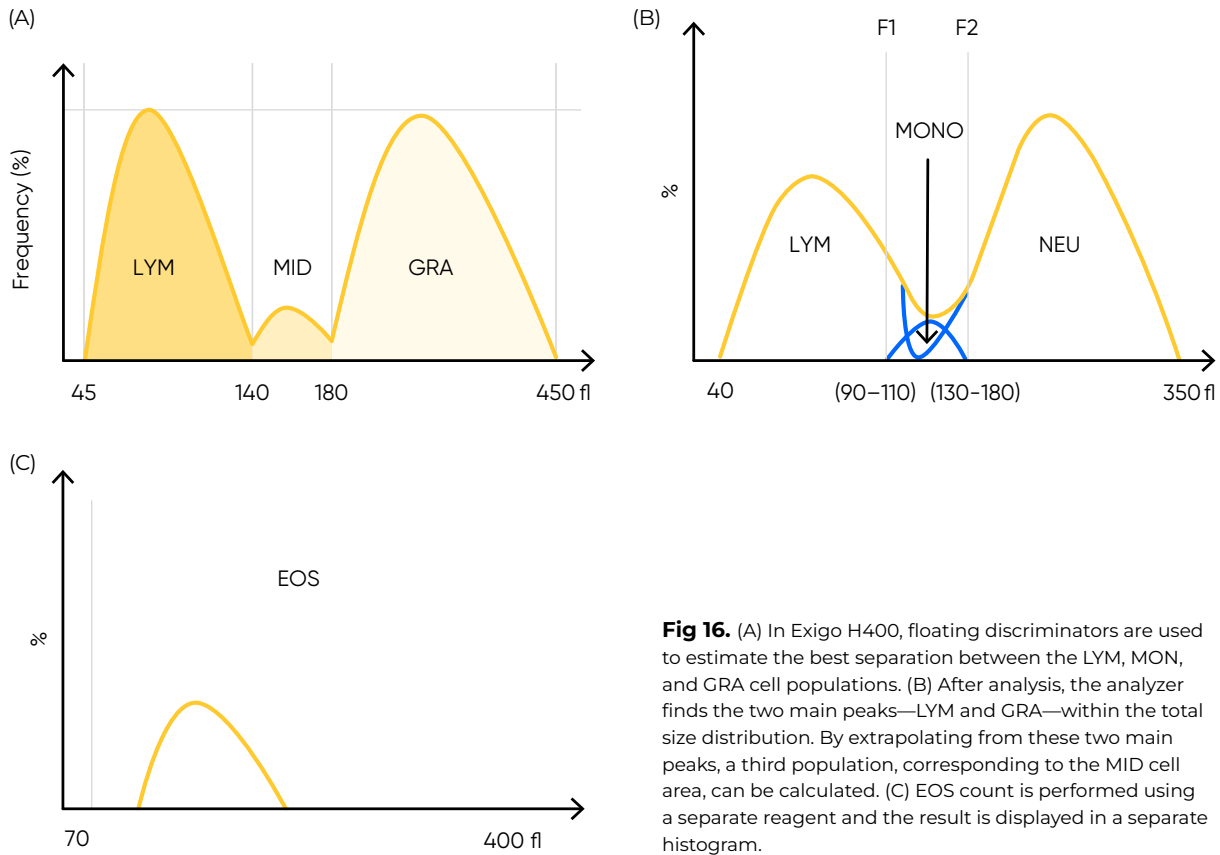 (A)
Frequency (%)
LYM
MID
GRA
45
140
180
450 fl
(B)
F1
F2
MONO
%
LYM
NEU
40
(90–110)
(130-180)
350 fl
(C)
EOS
%
70
400 fl
Fig 16. (A) In Exigo H400, floating discriminators are used
to estimate the best separation between the LYM, MON,
and GRA cell populations. (B) After analysis, the analyzer
finds the two main peaks—LYM and GRA—within the total
size distribution. By extrapolating from these two main
peaks, a third population, corresponding to the MID cell
area, can be calculated. (C) EOS count is performed using
a separate reagent and the result is displayed in a separate
histogram.